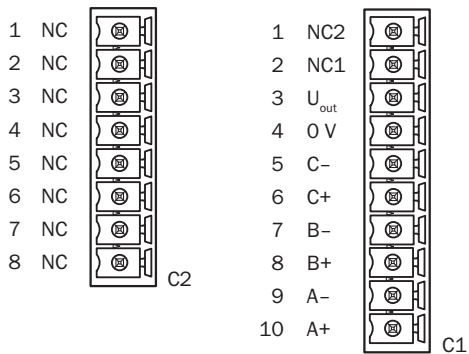 1 NC
2 NC
3 NC
4 NC
5 NC
6 NC
7 NC
8 NC
C2
1 NC2
2 NC1
3 Uout
4 0 V
5 C–
6 C+
7 B–
8 B+
9 A–
10 A+
C1